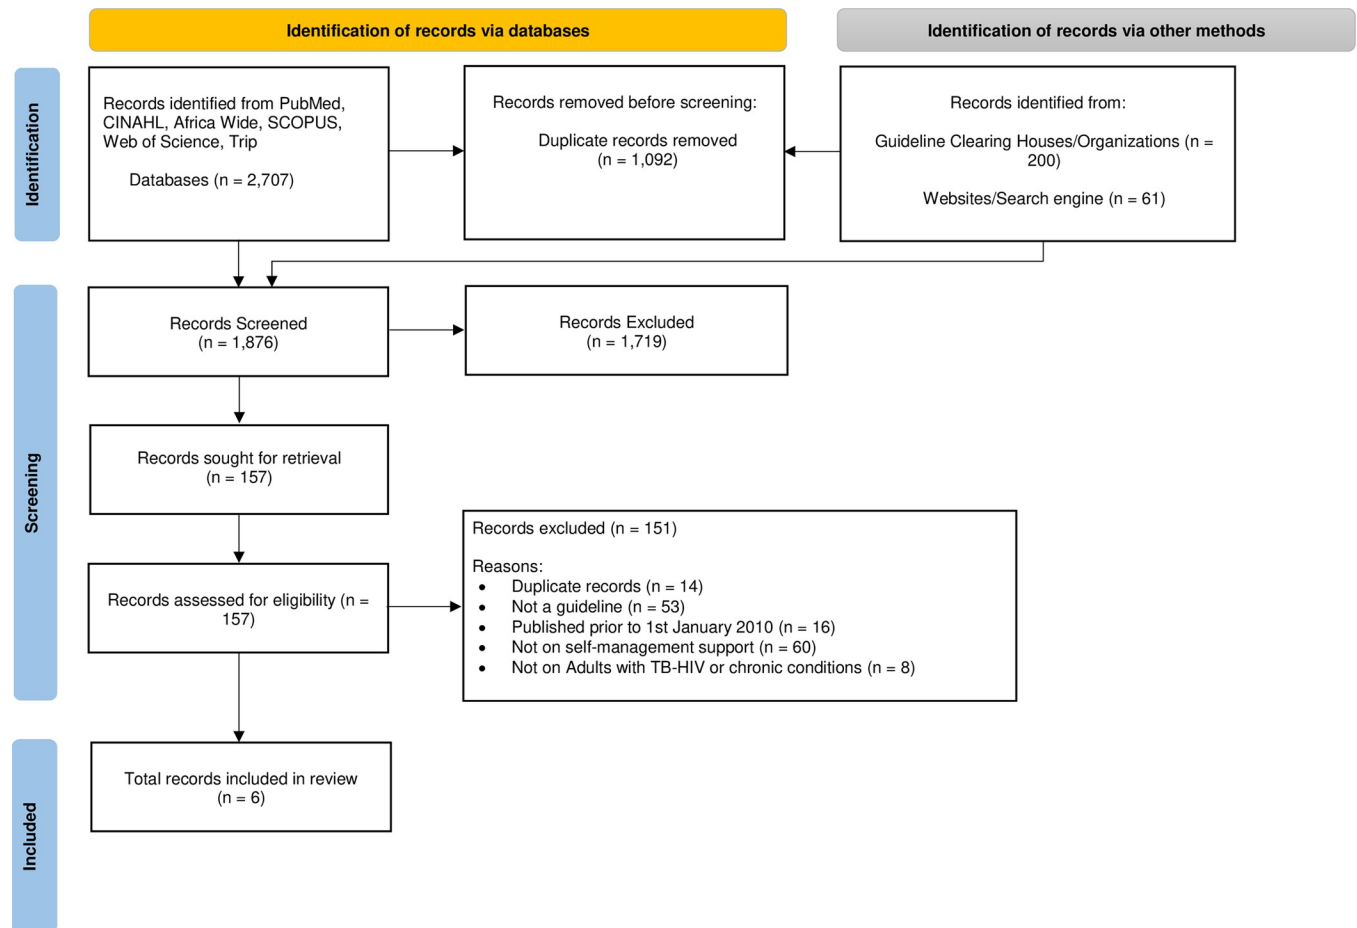 Identification of records via databases
Identification of records via other methods
Identification
Records identified from PubMed,
CINAHL, Africa Wide, SCOPUS,
Web of Science, Trip
Databases (n = 2,707)
Records removed before screening:
Duplicate records removed
(n = 1,092)
Records identified from:
Guideline Clearing Houses/Organizations (n =
200)
Websites/Search engine (n = 61)
Screening
Records Screened
(n = 1,876)
Records Excluded
(n = 1,719)
Records sought for retrieval
(n = 157)
Records assessed for eligibility (n =
157)
Records excluded (n = 151)
Reasons:
• Duplicate records (n = 14)
• Not a guideline (n = 53)
• Published prior to 1st January 2010 (n = 16)
• Not on self-management support (n = 60)
• Not on Adults with TB-HIV or chronic conditions (n = 8)
Included
Total records included in review
(n = 6)